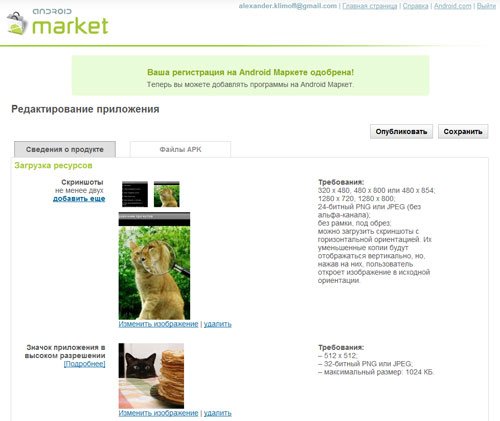 alexander.klimoff@gmail.com | Главная страница | Справка | Android.com | Выйти
ANDROID
market
Ваша регистрация на Android Маркете одобрена!
Теперь вы можете добавлять программы на Android Маркет.
Редактирование приложения
Опубликовать Сохранить
Сведения о продукте Файлы APK
Загрузка ресурсов
Скриншоты
не менее двух
добавить еще
Изменить изображение | удалить
Требования:
320 x 480, 480 x 800 или 480 x 854;
1280 x 720, 1280 x 800;
24-битный PNG или JPEG (без
альфа-канала);
без рамки, под обрез;
можно загрузить скриншоты с
горизонтальной ориентацией. Их
уменьшенные копии будут
отображаться вертикально, но,
нажав на них, пользователь
откроет изображение в исходной
ориентации.
Значок приложения в
высоком разрешении
[Подробнее]
Изменить изображение | удалить
Требования:
– 512 x 512;
– 32-битный PNG или JPEG;
– максимальный размер: 1024 КБ.